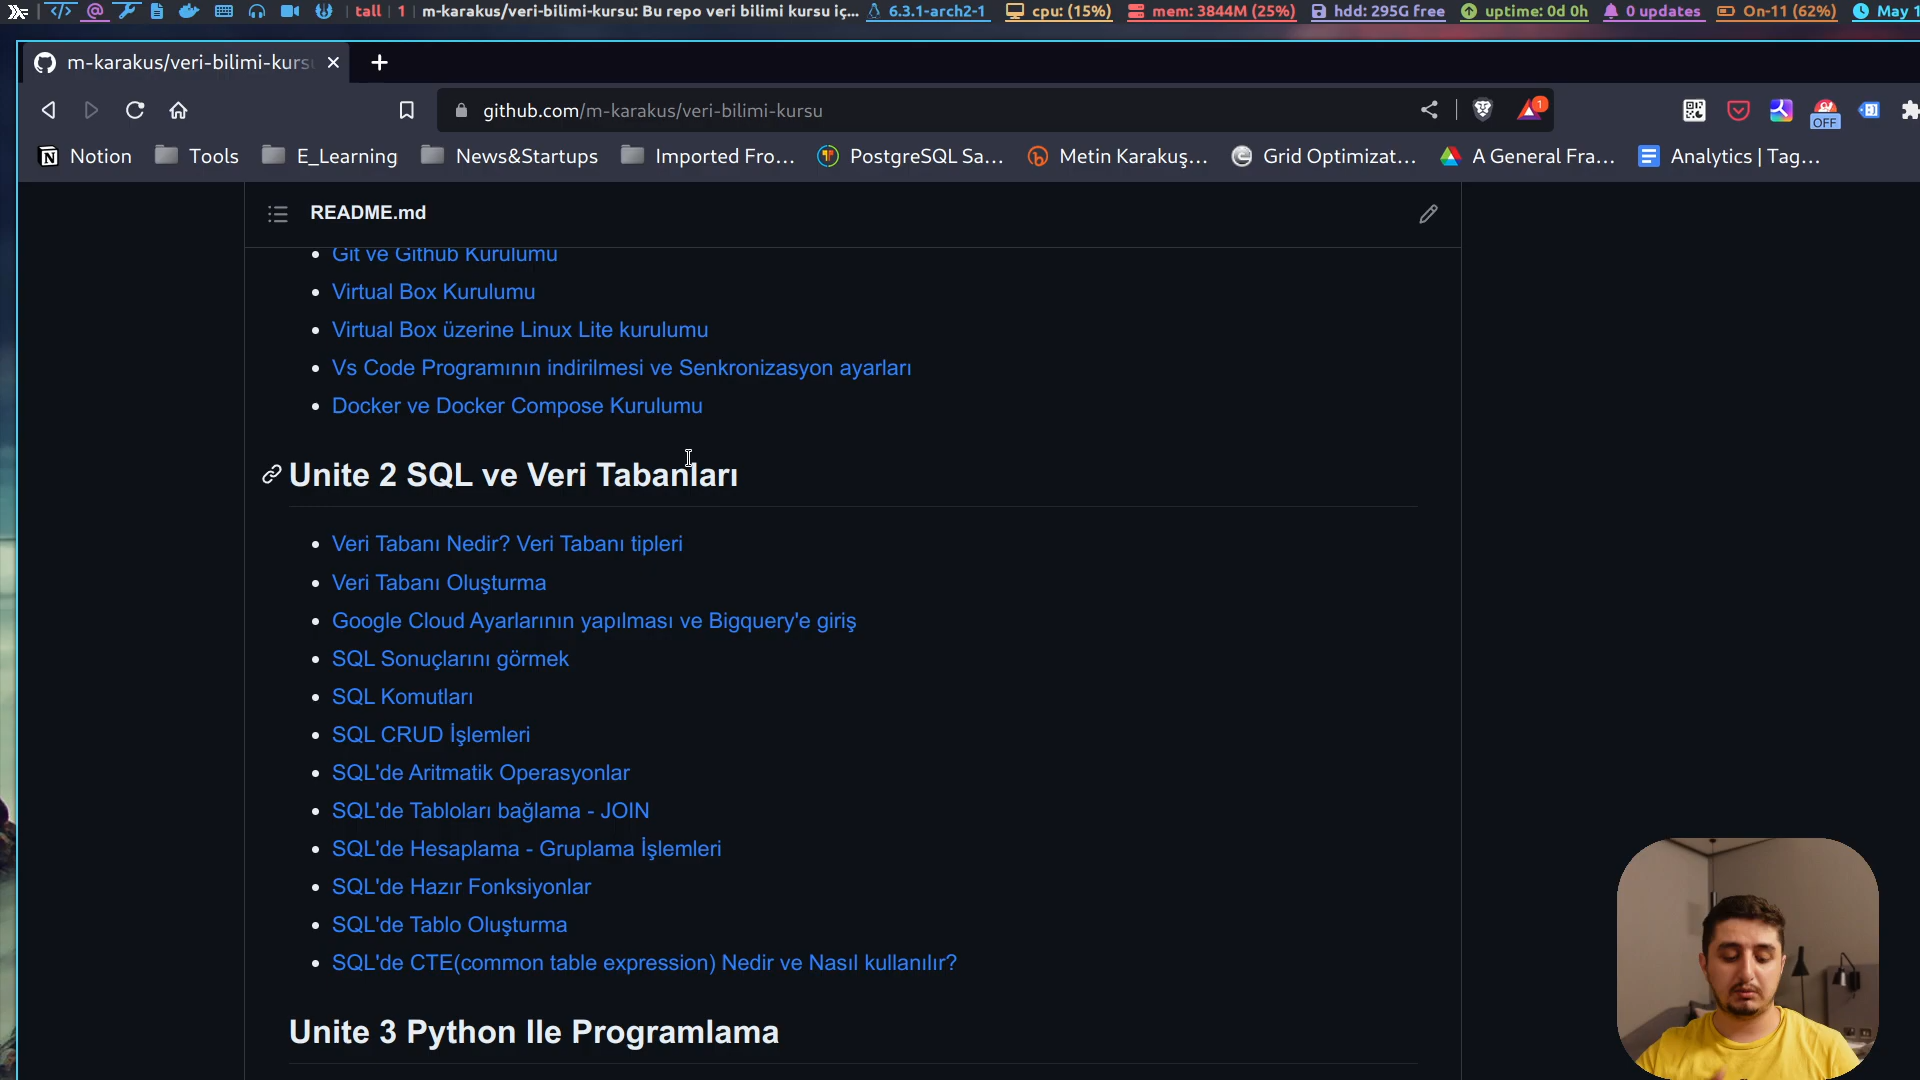 tall 1 m-karakus/veri-bilimi-kursu: Bu repo veri bilimi kursu iç... 6.3.1-arch2-1 cpu: (15%) mem: 3844M (25%) hdd: 295G free uptime: 0d 0h 0 updates On-11 (62%) May 1
m-karakus/veri-bilimi-kurs
github.com/m-karakus/veri-bilimi-kursu
1
OFF
Notion Tools E_Learning News&Startups Imported Fro... PostgreSQL Sa... Metin Karakuş... Grid Optimizat... A General Fra... Analytics | Tag...
README.md
Git ve Github Kurulumu
Virtual Box Kurulumu
Virtual Box üzerine Linux Lite kurulumu
Vs Code Programının indirilmesi ve Senkronizasyon ayarları
Docker ve Docker Compose Kurulumu
Unite 2 SQL ve Veri Tabanları
Veri Tabanı Nedir? Veri Tabanı tipleri
Veri Tabanı Oluşturma
Google Cloud Ayarlarının yapılması ve Bigquery'e giriş
SQL Sonuçlarını görmek
SQL Komutları
SQL CRUD İşlemleri
SQL'de Aritmatik Operasyonlar
SQL'de Tabloları bağlama - JOIN
SQL'de Hesaplama - Gruplama İşlemleri
SQL'de Hazır Fonksiyonlar
SQL'de Tablo Oluşturma
SQL'de CTE(common table expression) Nedir ve Nasıl kullanılır?
Unite 3 Python Ile Programlama